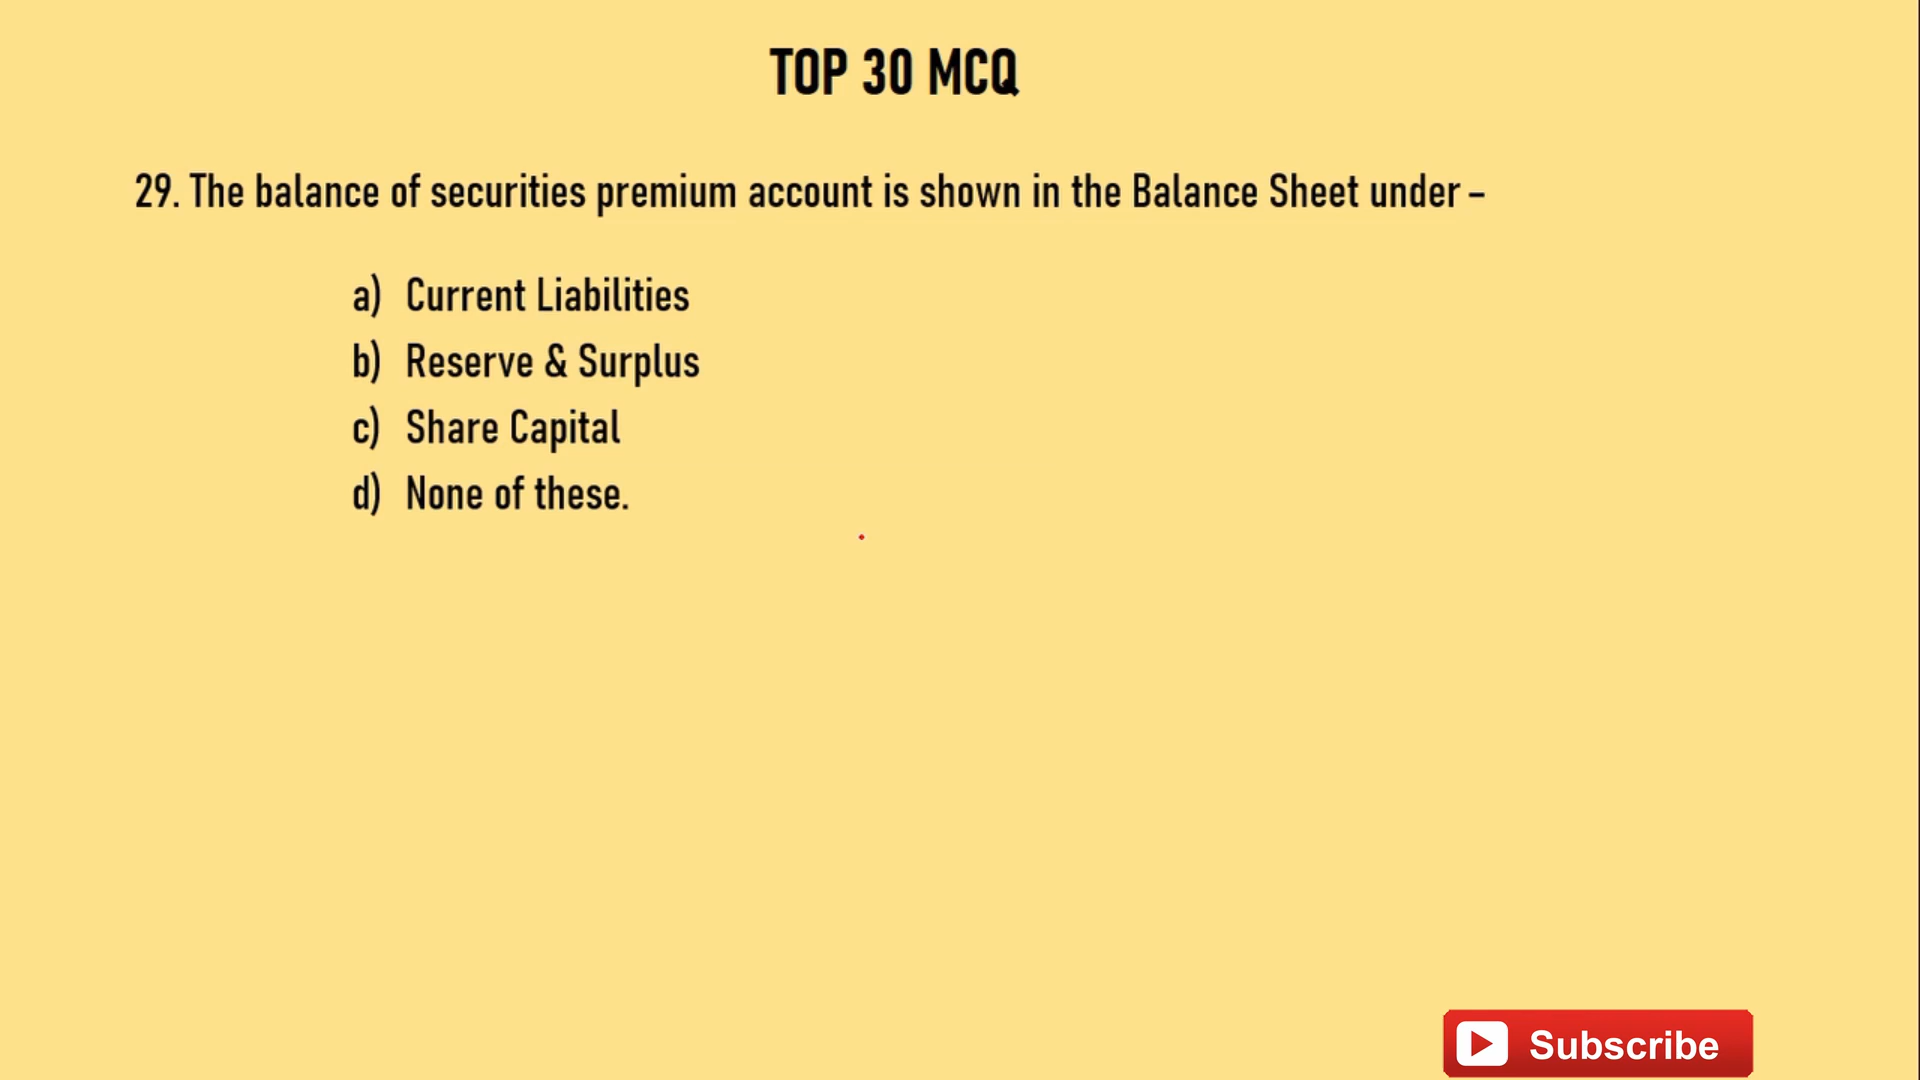 TOP 30 MCQ
29. The balance of securities premium account is shown in the Balance Sheet under –
a) Current Liabilities
b) Reserve & Surplus
c) Share Capital
d) None of these.
Subscribe